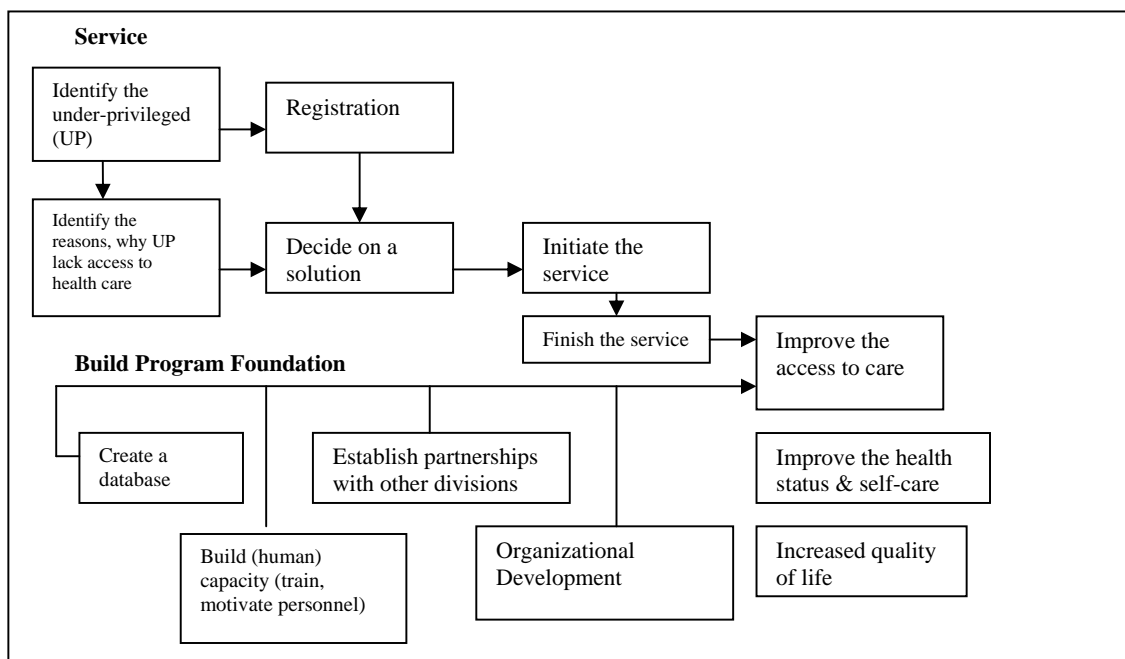 Service
Identify the
under-privileged
(UP)
Registration
Identify the
reasons, why UP
lack access to
health care
Decide on a
solution
Initiate the
service
Finish the service
Improve the
access to care
Build Program Foundation
Create a
database
Establish partnerships
with other divisions
Improve the health
status & self-care
Build (human)
capacity (train,
motivate personnel)
Organizational
Development
Increased quality
of life